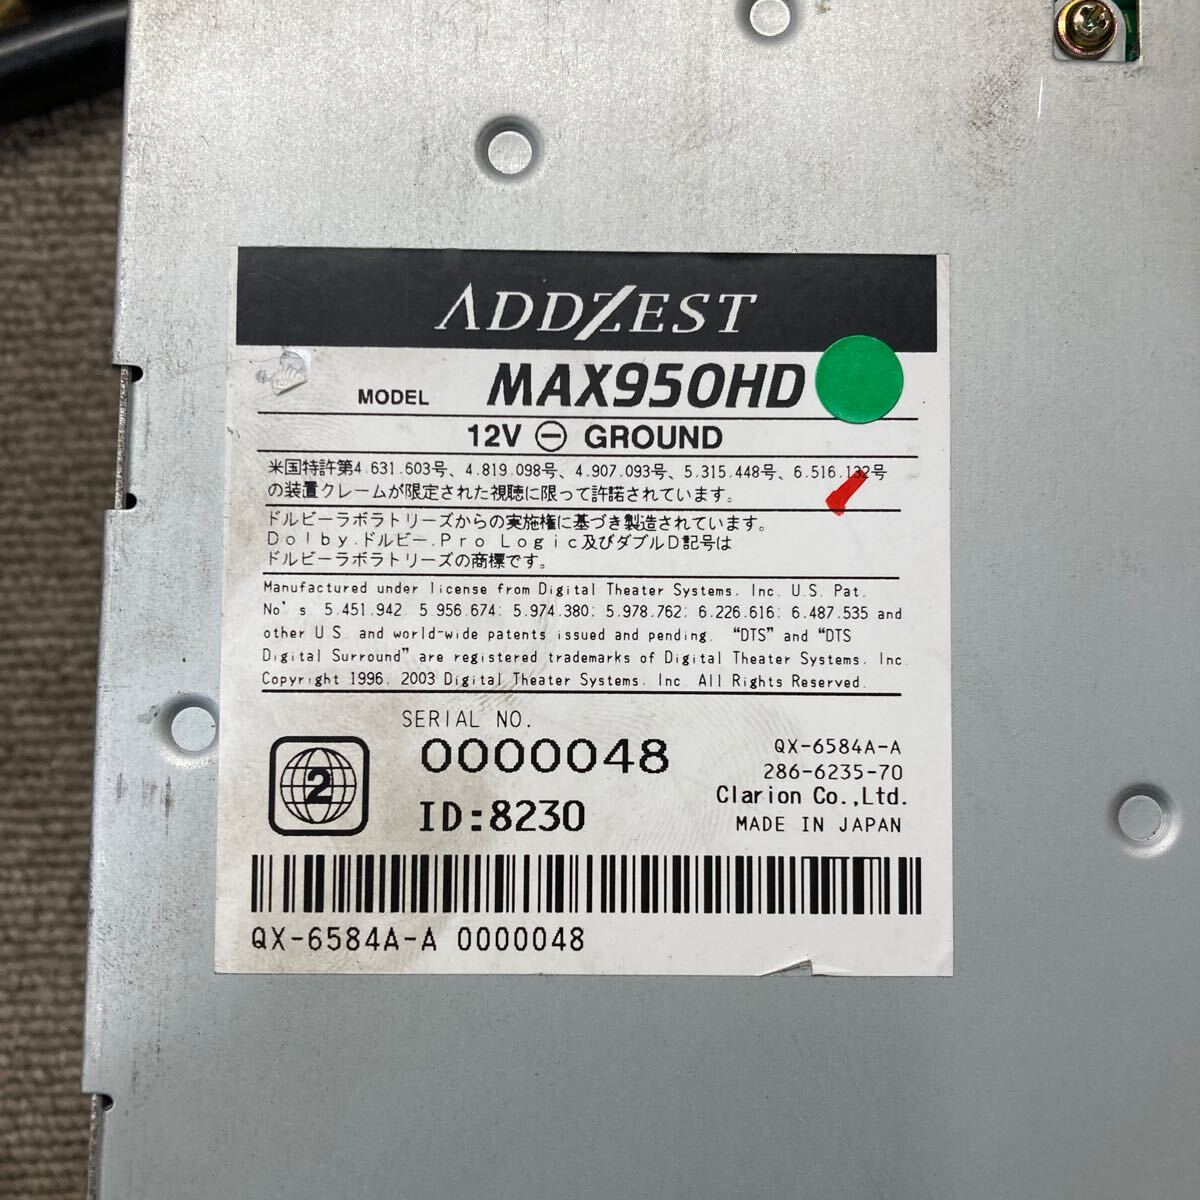 ADDZEST
MODEL MAX950HD
12V ⊖ GROUND
米国特許第4.631.603号、4.819.098号、4.907.093号、5.315.448号、6.516.132号
の装置クレームが限定された視聴に限って許諾されています。
ドルビーラボラトリーズからの実施権に基づき製造されています。
Dolby.ドルビー.Pro Logic及びダブルD記号は
ドルビーラボラトリーズの商標です。
Manufactured under license from Digital Theater Systems, Inc. U.S. Pat.
No's. 5.451.942. 5.956.674; 5.974.380; 5.978.762; 6.226.616; 6.487.535 and
other U.S. and world-wide patents issued and pending. “DTS” and “DTS
Digital Surround” are registered trademarks of Digital Theater Systems, Inc.
Copyright 1996, 2003 Digital Theater Systems, Inc. All Rights Reserved.
SERIAL NO.
0000048
ID:8230
2
QX-6584A-A
286-6235-70
Clarion Co.,Ltd.
MADE IN JAPAN
QX-6584A-A 0000048